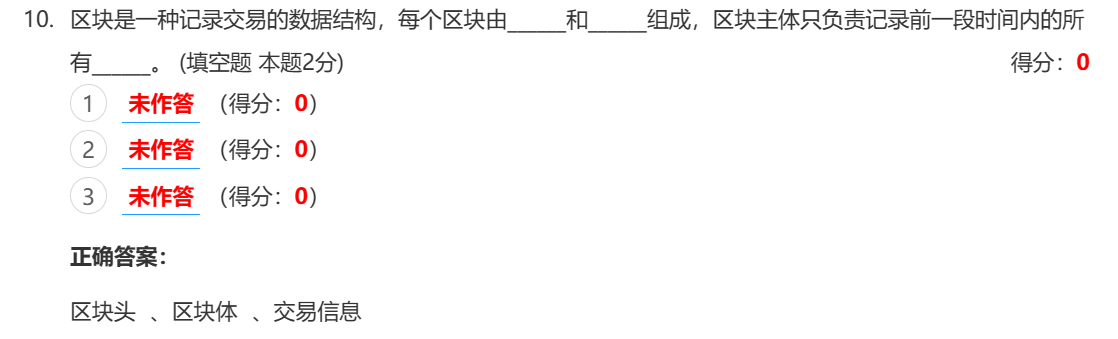 10. 区块是一种记录交易的数据结构，每个区块由______和______组成，区块主体只负责记录前一段时间内的所
有______。 (填空题 本题2分) 得分：0
1 未作答 （得分：0）
2 未作答 （得分：0）
3 未作答 （得分：0）
正确答案：
区块头 、区块体 、交易信息